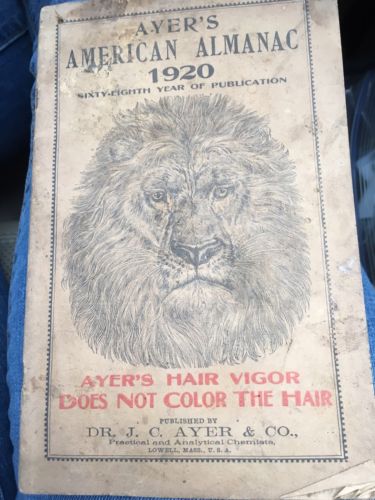 AYER'S
AMERICAN ALMANAC
1920
SIXTY-EIGHTH YEAR OF PUBLICATION
AYER'S HAIR VIGOR
DOES NOT COLOR THE HAIR
PUBLISHED BY
DR. J. C. AYER & CO.,
Practical and Analytical Chemists,
LOWELL, MASS., U. S. A.